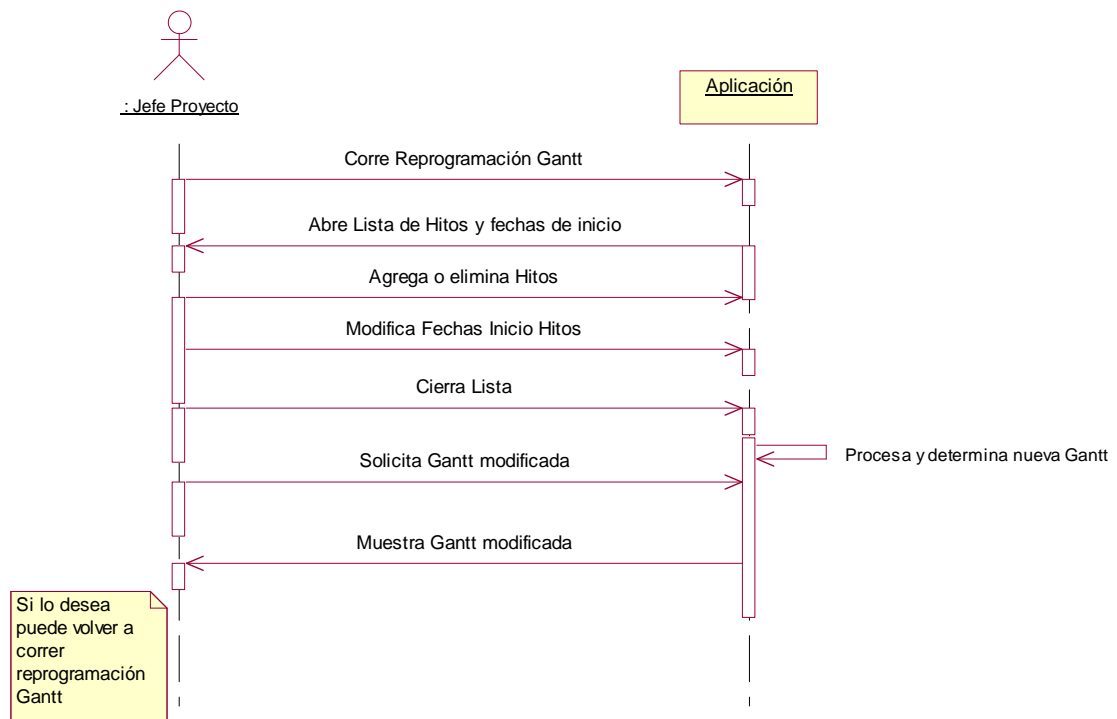 : Jefe Proyecto
Aplicación
Corre Reprogramación Gantt
Abre Lista de Hitos y fechas de inicio
Agrega o elimina Hitos
Modifica Fechas Inicio Hitos
Cierra Lista
Procesa y determina nueva Gantt
Solicita Gantt modificada
Muestra Gantt modificada
Si lo desea
puede volver a
correr
reprogramación
Gantt